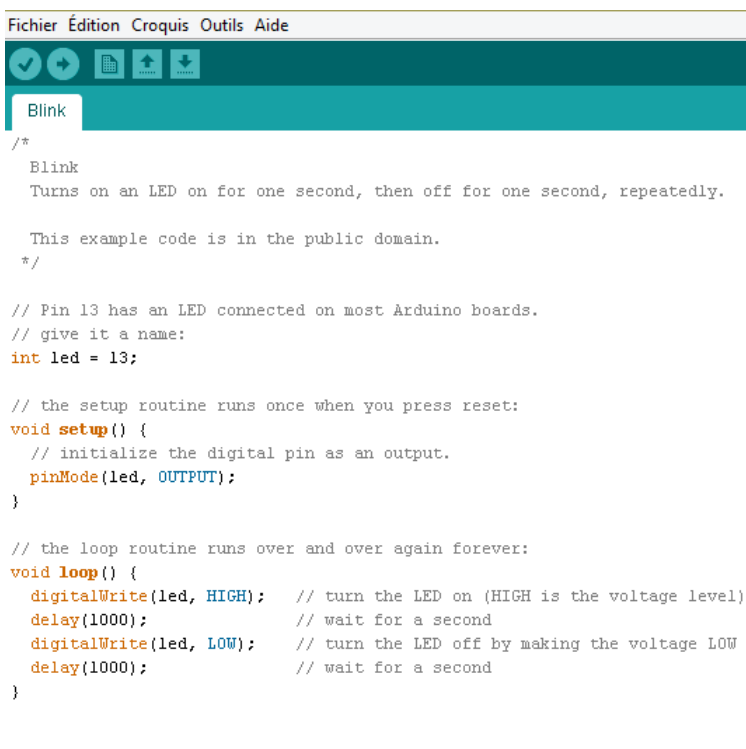 Fichier Édition Croquis Outils Aide
Blink
/*
  Blink
  Turns on an LED on for one second, then off for one second, repeatedly.

  This example code is in the public domain.
 */

// Pin 13 has an LED connected on most Arduino boards.
// give it a name:
int led = 13;

// the setup routine runs once when you press reset:
void setup() {
  // initialize the digital pin as an output.
  pinMode(led, OUTPUT);
}

// the loop routine runs over and over again forever:
void loop() {
  digitalWrite(led, HIGH);   // turn the LED on (HIGH is the voltage level)
  delay(1000);               // wait for a second
  digitalWrite(led, LOW);    // turn the LED off by making the voltage LOW
  delay(1000);               // wait for a second
}